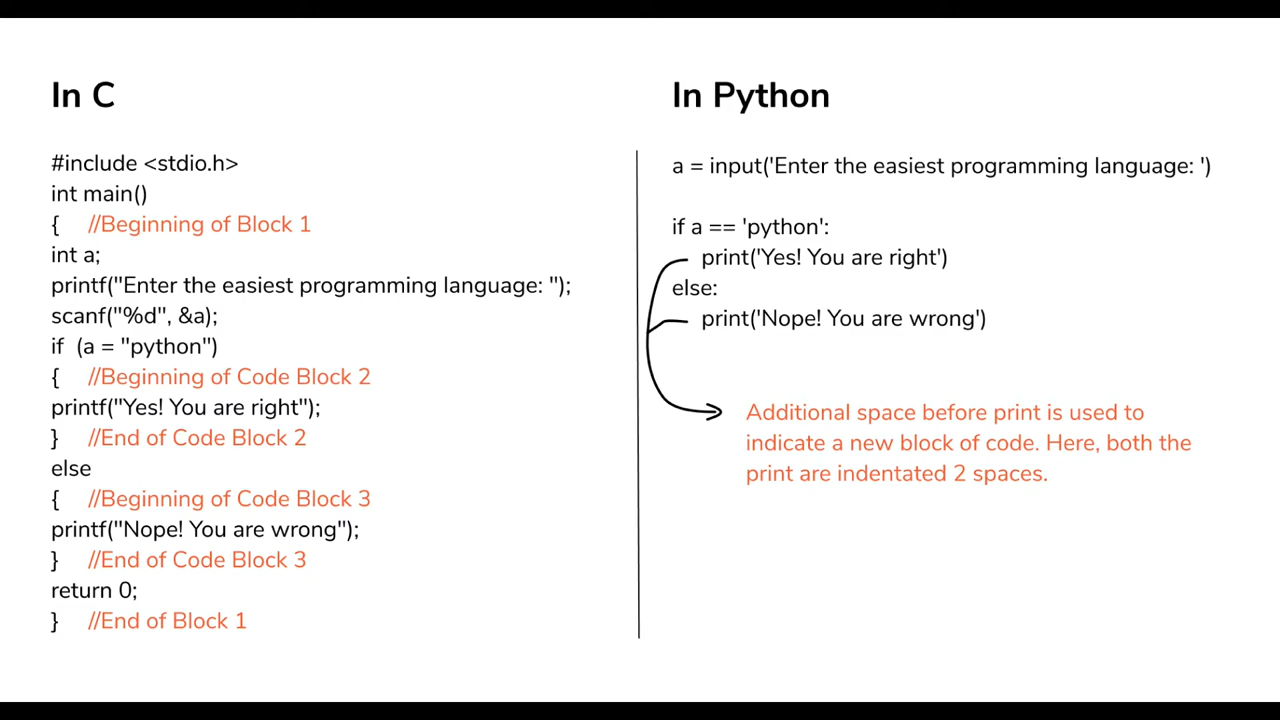 In C
#include <stdio.h>
int main()
{ //Beginning of Block 1
int a;
printf("Enter the easiest programming language: ");
scanf("%d", &a);
if (a = "python")
{ //Beginning of Code Block 2
printf("Yes! You are right");
} //End of Code Block 2
else
{ //Beginning of Code Block 3
printf("Nope! You are wrong");
} //End of Code Block 3
return 0;
} //End of Block 1
In Python
a = input('Enter the easiest programming language: ')
if a == 'python':
print('Yes! You are right')
else:
print('Nope! You are wrong')
Additional space before print is used to
indicate a new block of code. Here, both the
print are indentated 2 spaces.